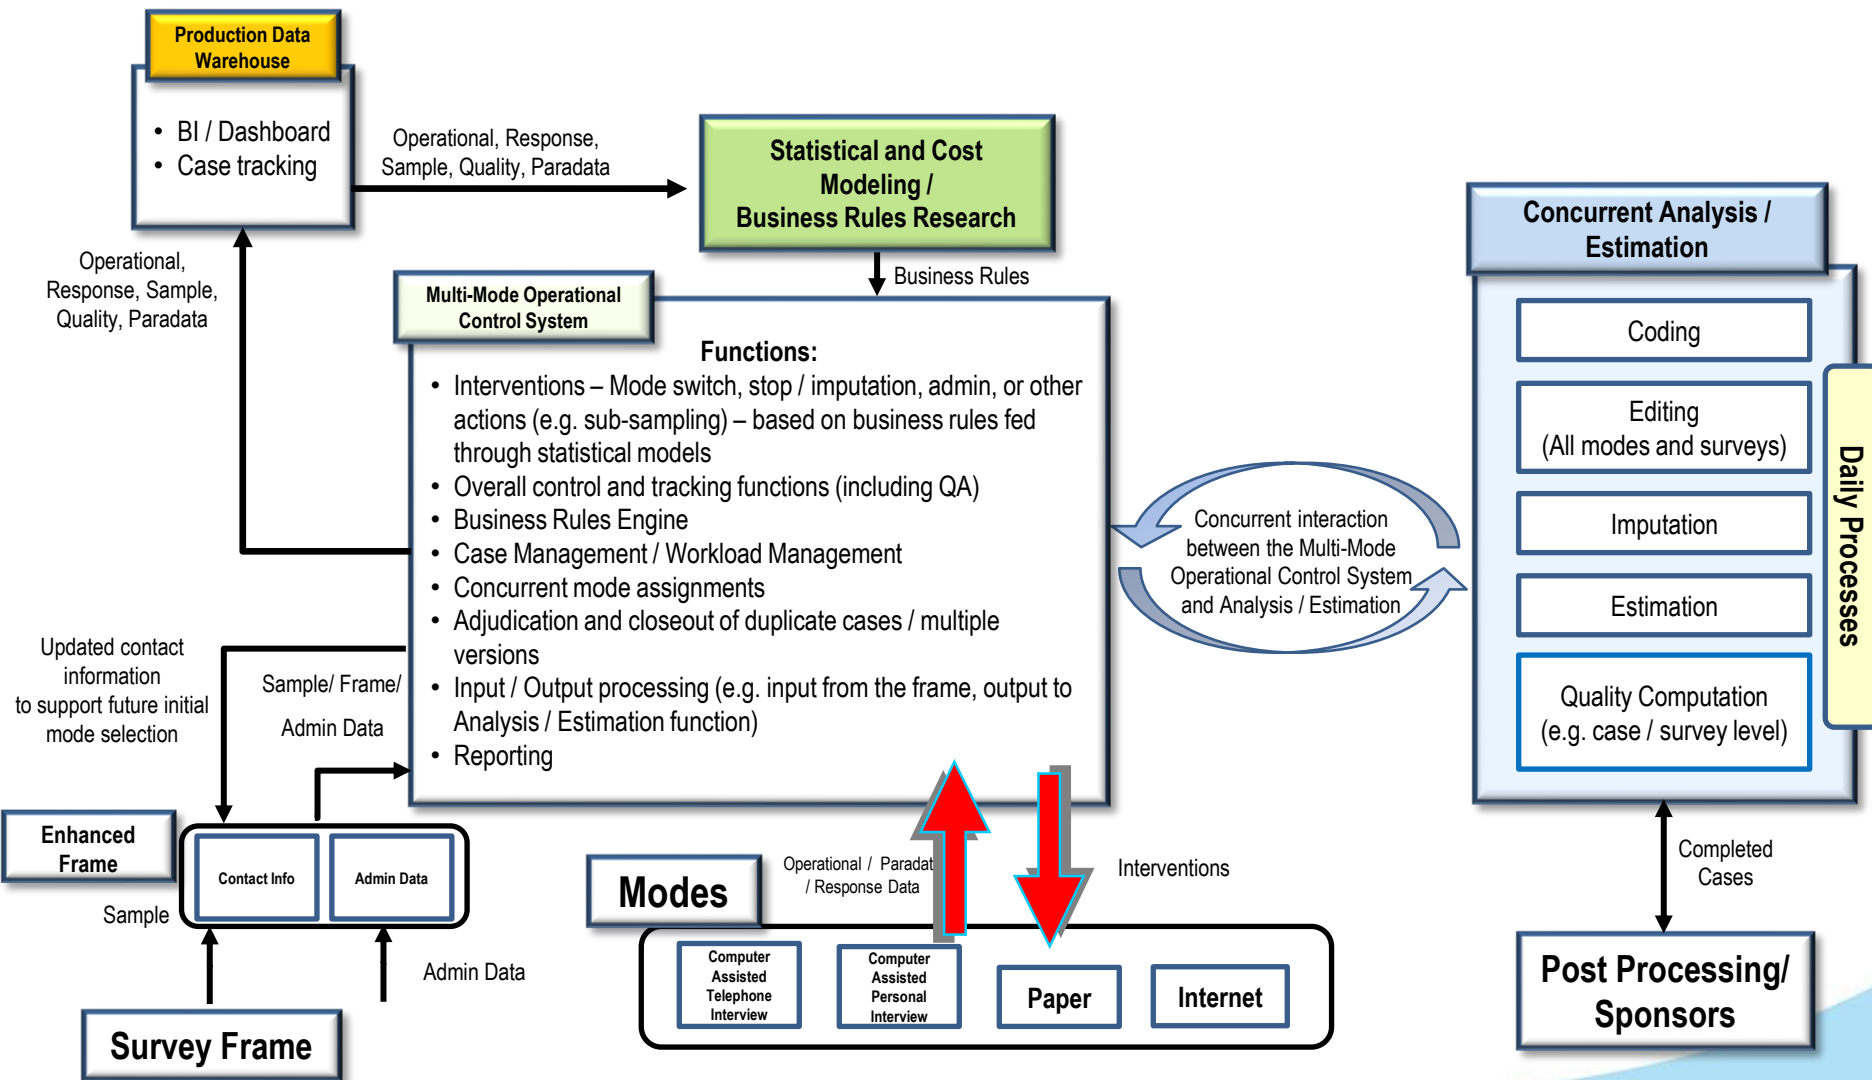 Production Data
Warehouse
• BI / Dashboard
• Case tracking
Operational, Response,
Sample, Quality, Paradata
Statistical and Cost
Modeling /
Business Rules Research
Business Rules
Operational,
Response, Sample,
Quality, Paradata
Multi-Mode Operational
Control System
Functions:
• Interventions – Mode switch, stop / imputation, admin, or other
actions (e.g. sub-sampling) – based on business rules fed
through statistical models
• Overall control and tracking functions (including QA)
• Business Rules Engine
• Case Management / Workload Management
• Concurrent mode assignments
• Adjudication and closeout of duplicate cases / multiple
versions
• Input / Output processing (e.g. input from the frame, output to
Analysis / Estimation function)
• Reporting
Concurrent interaction
between the Multi-Mode
Operational Control System
and Analysis / Estimation
Concurrent Analysis /
Estimation
Coding
Editing
(All modes and surveys)
Imputation
Estimation
Quality Computation
(e.g. case / survey level)
Daily Processes
Completed
Cases
Post Processing/
Sponsors
Updated contact
information
to support future initial
mode selection
Sample/ Frame/
Admin Data
Enhanced
Frame
Contact Info
Admin Data
Sample
Admin Data
Survey Frame
Modes
Operational / Paradat
/ Response Data
Interventions
Computer
Assisted
Telephone
Interview
Computer
Assisted
Personal
Interview
Paper
Internet